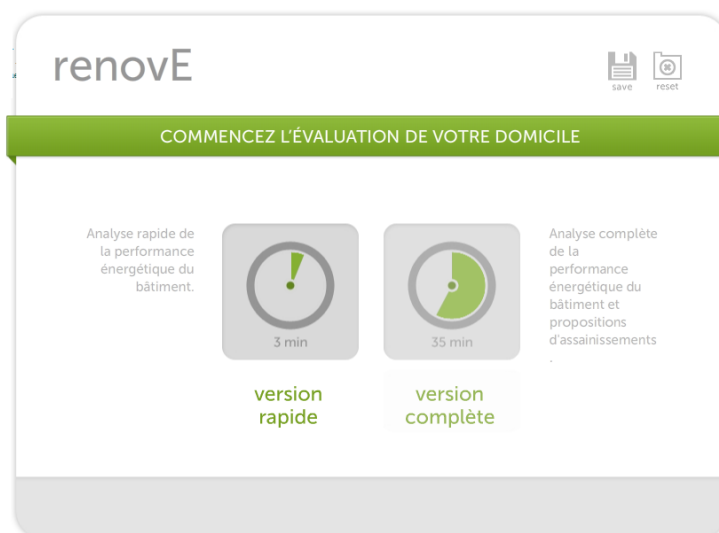 renovE
save
reset
COMMENCEZ L'ÉVALUATION DE VOTRE DOMICILE
Analyse rapide de
la performance
énergétique du
bâtiment.
3 min
version
rapide
35 min
version
complète
Analyse complète
de la
performance
énergétique du
bâtiment et
propositions
d'assainissements
.